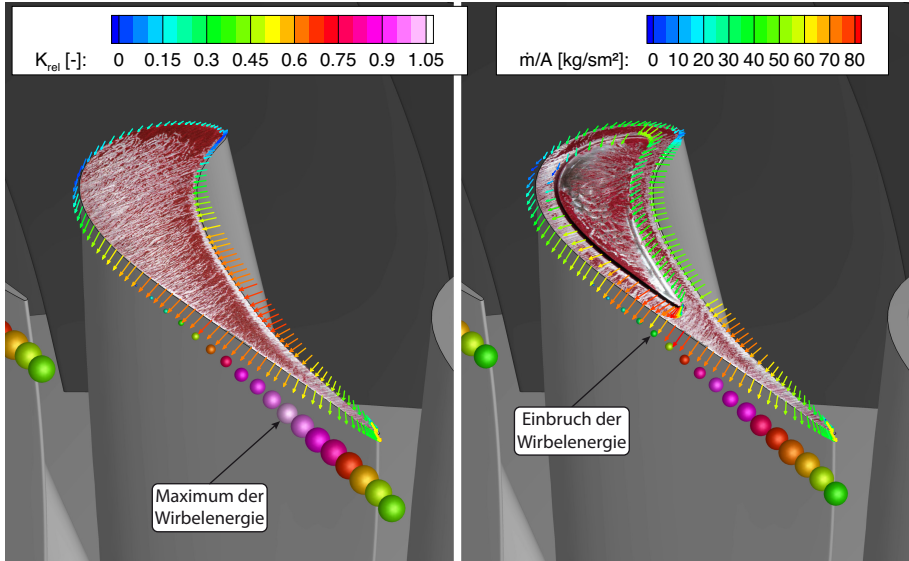 K_rel [-]: 0 0.15 0.3 0.45 0.6 0.75 0.9 1.05
ṁ/A [kg/sm²]: 0 10 20 30 40 50 60 70 80
Maximum der
Wirbelenergie
Einbruch der
Wirbelenergie